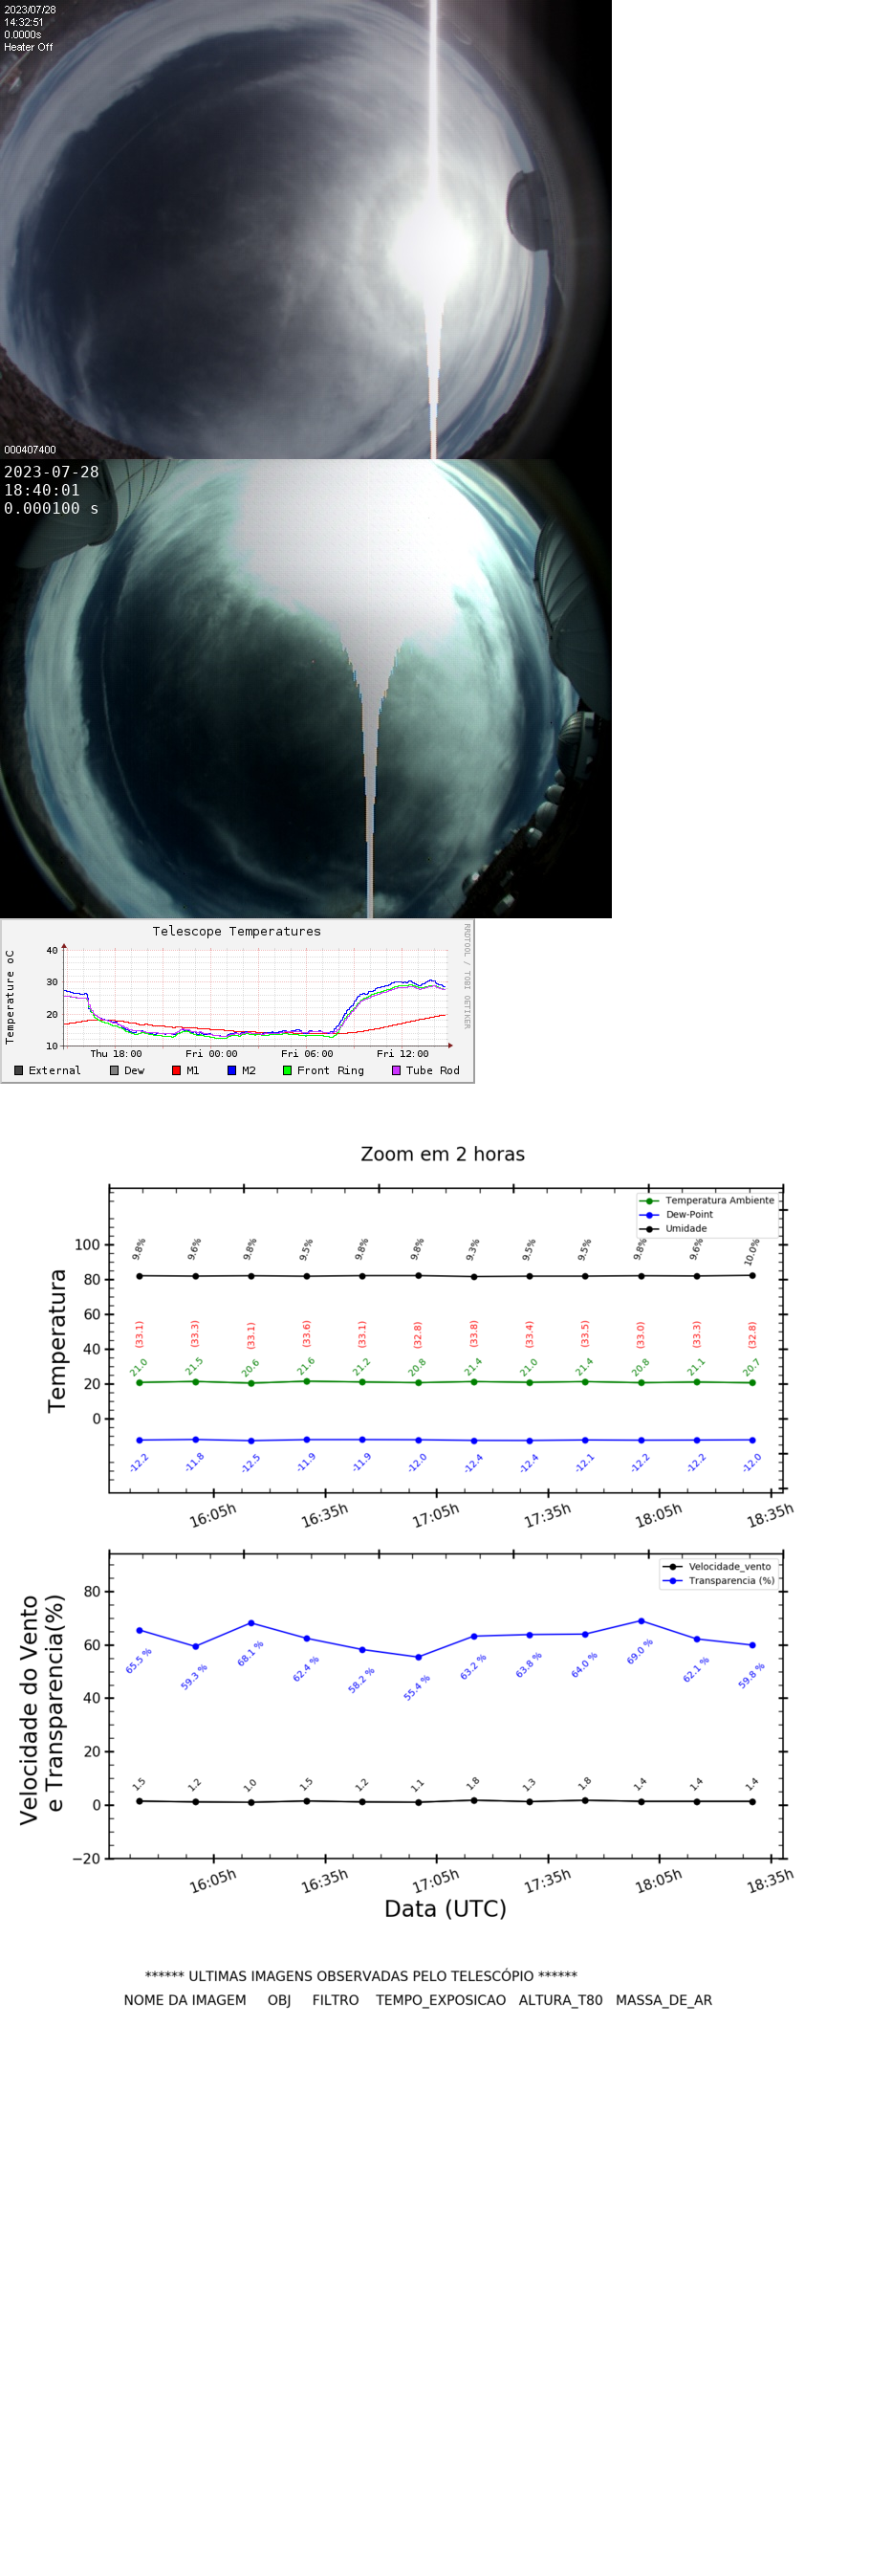 2023/07/28
14:32:51
0.0000s
Heater Off
000407400
2023-07-28
18:40:01
0.000100 s
Telescope Temperatures
RRDTOOL / TOBI OETIKER
Temperature oC
40
30
20
10
Thu 18:00 Fri 00:00 Fri 06:00 Fri 12:00
External Dew M1 M2 Front Ring Tube Rod
Zoom em 2 horas
Temperatura Ambiente
Dew-Point
Umidade
Temperatura
100
80
60
40
20
0
9.8% 9.6% 9.8% 9.5% 9.8% 9.8% 9.3% 9.5% 9.5% 9.8% 9.6% 10.0%
(33.1) (33.3) (33.1) (33.6) (33.1) (32.8) (33.8) (33.4) (33.5) (33.0) (33.3) (32.8)
21.0 21.5 20.6 21.6 21.2 20.8 21.4 21.0 21.4 20.8 21.1 20.7
-12.2 -11.8 -12.5 -11.9 -11.9 -12.0 -12.4 -12.4 -12.1 -12.2 -12.2 -12.0
16:05h 16:35h 17:05h 17:35h 18:05h 18:35h
Velocidade_vento
Transparencia (%)
Velocidade do Vento
e Transparencia(%)
80
60
40
20
0
−20
65.5 % 59.3 % 68.1 % 62.4 % 58.2 % 55.4 % 63.2 % 63.8 % 64.0 % 69.0 % 62.1 % 59.8 %
1.5 1.2 1.0 1.5 1.2 1.1 1.8 1.3 1.8 1.4 1.4 1.4
16:05h 16:35h 17:05h 17:35h 18:05h 18:35h
Data (UTC)
****** ULTIMAS IMAGENS OBSERVADAS PELO TELESCÓPIO ******
NOME DA IMAGEM OBJ FILTRO TEMPO_EXPOSICAO ALTURA_T80 MASSA_DE_AR